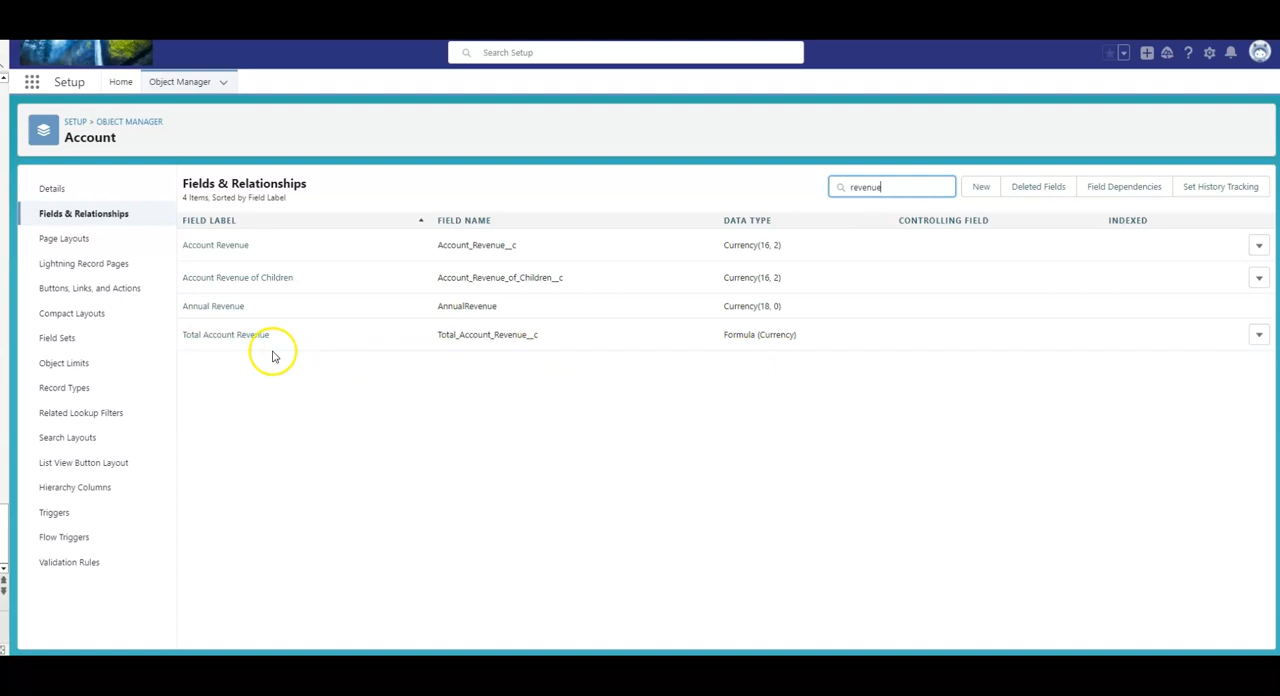 Search Setup
Setup Home Object Manager
SETUP > OBJECT MANAGER
Account
Details
Fields & Relationships
Page Layouts
Lightning Record Pages
Buttons, Links, and Actions
Compact Layouts
Field Sets
Object Limits
Record Types
Related Lookup Filters
Search Layouts
List View Button Layout
Hierarchy Columns
Triggers
Flow Triggers
Validation Rules
Fields & Relationships
4 Items, Sorted by Field Label
revenue New Deleted Fields Field Dependencies Set History Tracking
FIELD LABEL FIELD NAME DATA TYPE CONTROLLING FIELD INDEXED
Account Revenue Account_Revenue__c Currency(16, 2)
Account Revenue of Children Account_Revenue_of_Children__c Currency(16, 2)
Annual Revenue AnnualRevenue Currency(18, 0)
Total Account Revenue Total_Account_Revenue__c Formula (Currency)